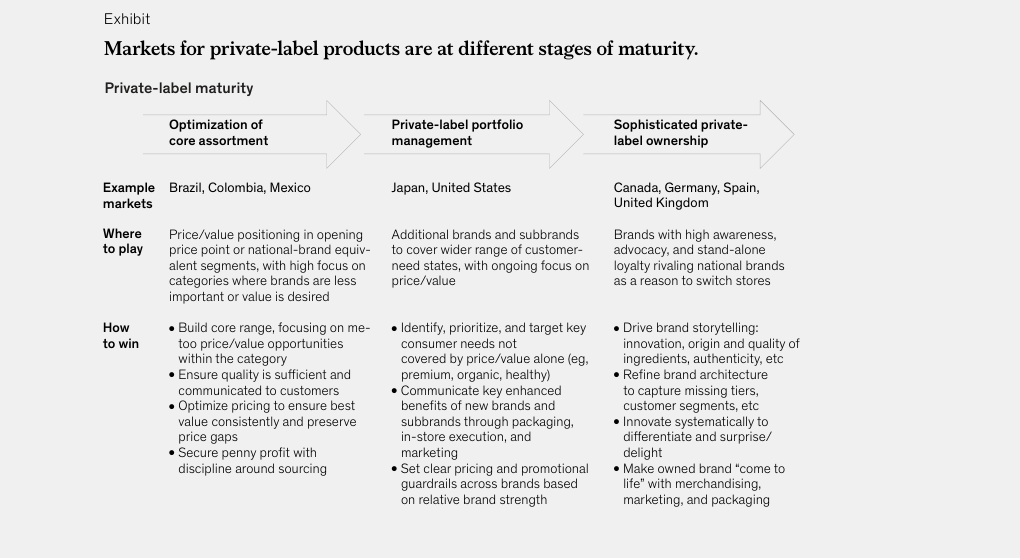 Exhibit
Markets for private-label products are at different stages of maturity.
Private-label maturity
Optimization of
core assortment
Private-label portfolio
management
Sophisticated private-
label ownership
Example
markets
Brazil, Colombia, Mexico
Japan, United States
Canada, Germany, Spain,
United Kingdom
Where
to play
Price/value positioning in opening
price point or national-brand equiv-
alent segments, with high focus on
categories where brands are less
important or value is desired
Additional brands and subbrands
to cover wider range of customer-
need states, with ongoing focus on
price/value
Brands with high awareness,
advocacy, and stand-alone
loyalty rivaling national brands
as a reason to switch stores
How
to win
• Build core range, focusing on me-
too price/value opportunities
within the category
• Ensure quality is sufficient and
communicated to customers
• Optimize pricing to ensure best
value consistently and preserve
price gaps
• Secure penny profit with
discipline around sourcing
• Identify, prioritize, and target key
consumer needs not
covered by price/value alone (eg,
premium, organic, healthy)
• Communicate key enhanced
benefits of new brands and
subbrands through packaging,
in-store execution, and
marketing
• Set clear pricing and promotional
guardrails across brands based
on relative brand strength
• Drive brand storytelling:
innovation, origin and quality of
ingredients, authenticity, etc
• Refine brand architecture
to capture missing tiers,
customer segments, etc
• Innovate systematically to
differentiate and surprise/
delight
• Make owned brand “come to
life” with merchandising,
marketing, and packaging